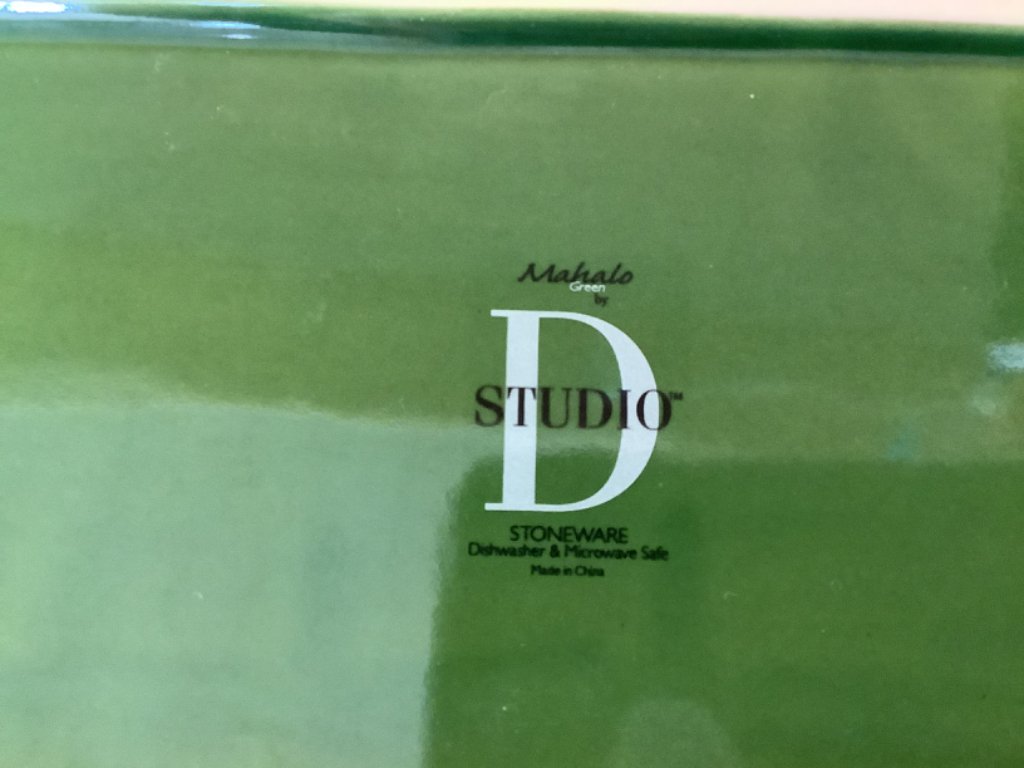 Mahalo
Green
by
D
STUDIO™
STONEWARE
Dishwasher & Microwave Safe
Made in China